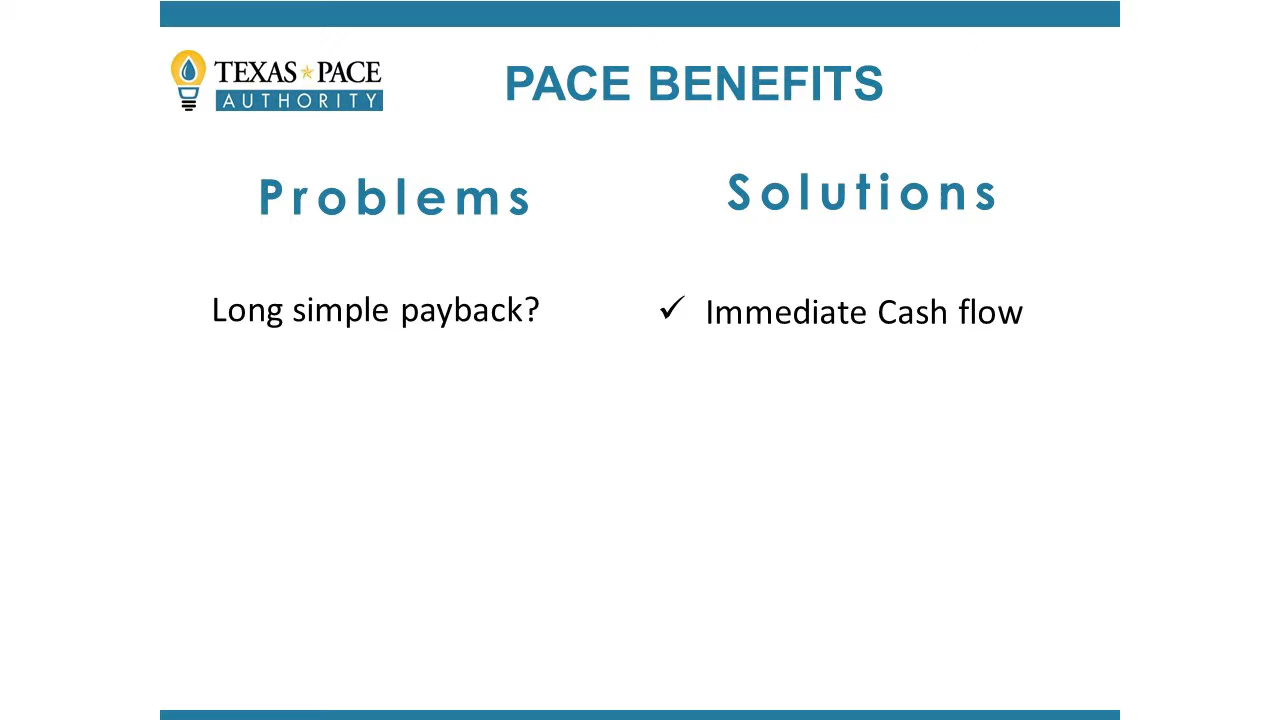 TEXAS PACE
AUTHORITY
PACE BENEFITS
Problems
Solutions
Long simple payback?
✓ Immediate Cash flow